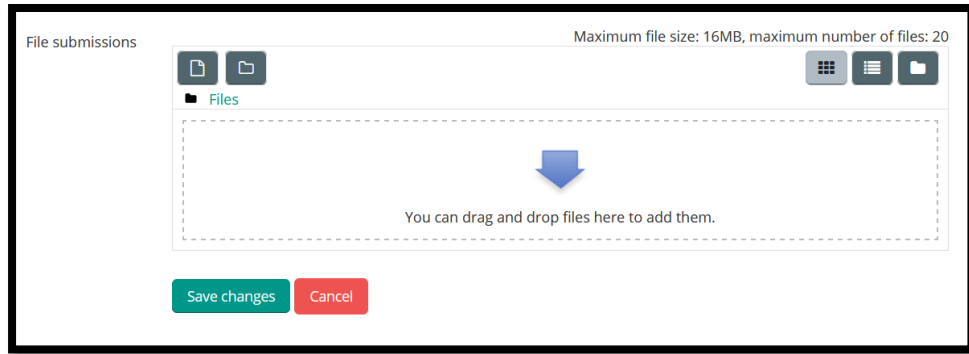 Maximum file size: 16MB, maximum number of files: 20
File submissions
Files
You can drag and drop files here to add them.
Save changes
Cancel